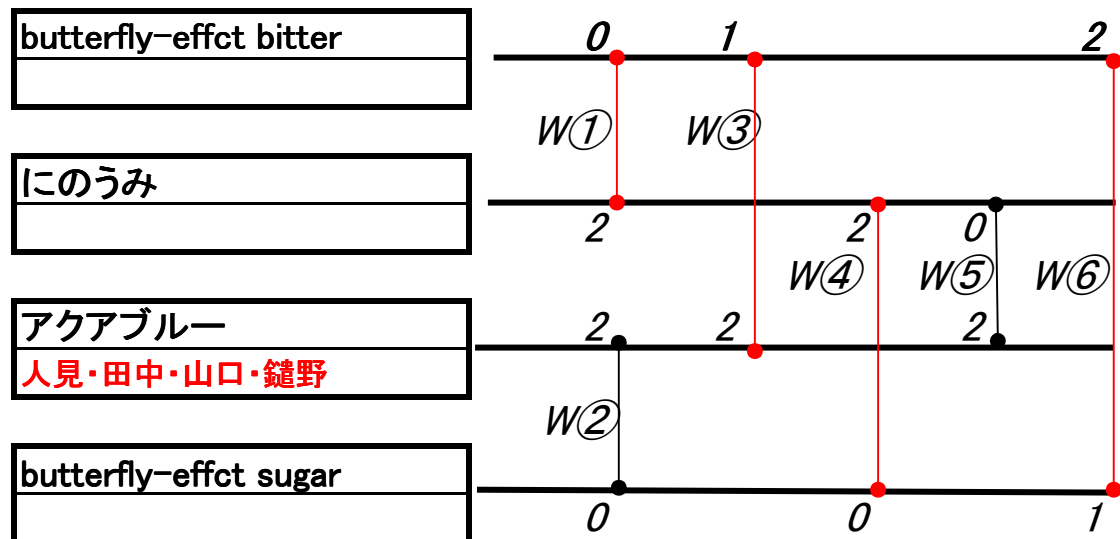 butterfly-effct bitter
0 1 2
W① W③
にのうみ
2 2 0
W④ W⑤ W⑥
アクアブルー
2 2 2
人見・田中・山口・鑓野
W②
butterfly-effct sugar
0 0 1